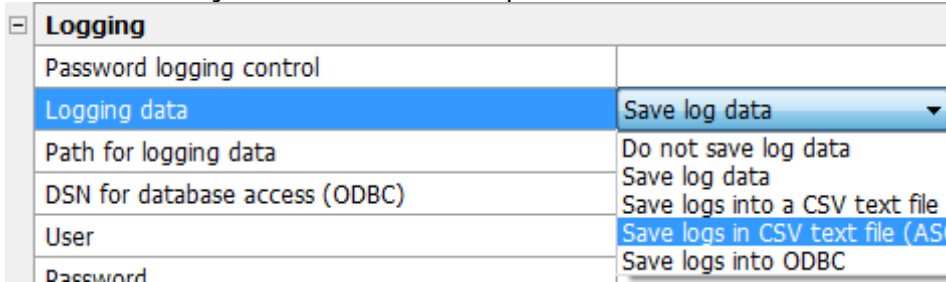 Logging
Password logging control
Logging data Save log data
Path for logging data Do not save log data
Save log data
DSN for database access (ODBC) Save logs into a CSV text file
User Save logs in CSV text file (ASC
Save logs into ODBC
Password